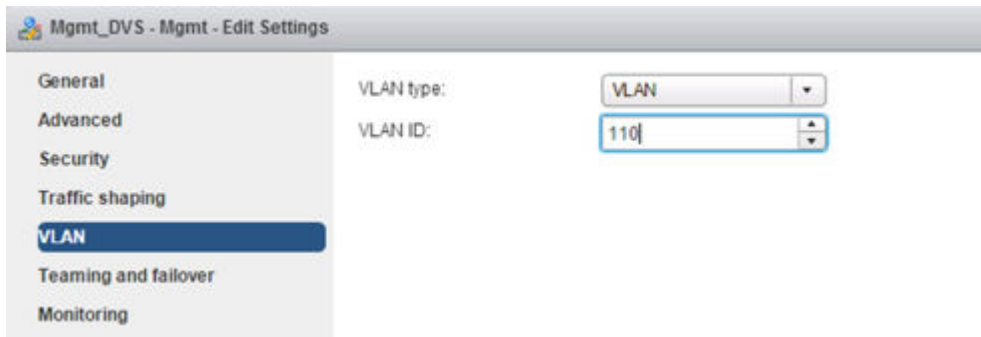 Mgmt_DVS - Mgmt - Edit Settings
General
Advanced
Security
Traffic shaping
VLAN
Teaming and failover
Monitoring
VLAN type: VLAN
VLAN ID: 110